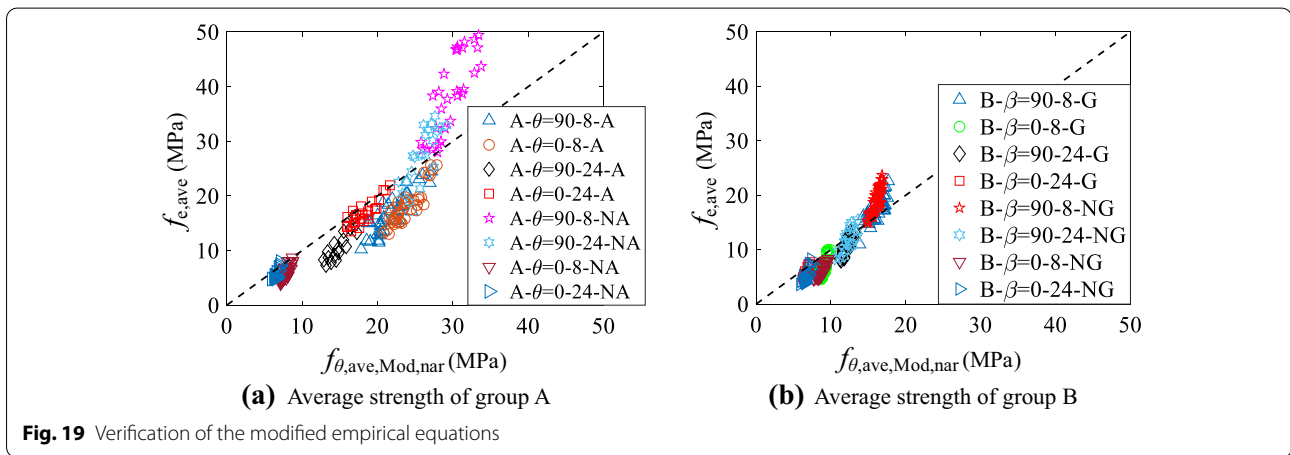 50
40
30
20
10
0
f_e,ave (MPa)
A-θ=90-8-A
A-θ=0-8-A
A-θ=90-24-A
A-θ=0-24-A
A-θ=90-8-NA
A-θ=90-24-NA
A-θ=0-8-NA
A-θ=0-24-NA
0 10 20 30 40 50
f_θ,ave,Mod,nar (MPa)
(a) Average strength of group A
50
40
30
20
10
0
f_e,ave (MPa)
B-β=90-8-G
B-β=0-8-G
B-β=90-24-G
B-β=0-24-G
B-β=90-8-NG
B-β=90-24-NG
B-β=0-8-NG
B-β=0-24-NG
0 10 20 30 40 50
f_θ,ave,Mod,nar (MPa)
(b) Average strength of group B
Fig. 19 Verification of the modified empirical equations